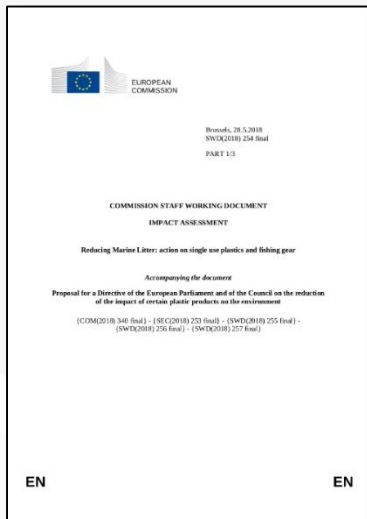 EUROPEAN
COMMISSION
Brussels, 28.5.2018
SWD(2018) 254 final
PART 1/3
COMMISSION STAFF WORKING DOCUMENT
IMPACT ASSESSMENT
Reducing Marine Litter: action on single use plastics and fishing gear
Accompanying the document
Proposal for a Directive of the European Parliament and of the Council on the reduction
of the impact of certain plastic products on the environment
{COM(2018) 340 final} - {SEC(2018) 253 final} - {SWD(2018) 255 final} -
{SWD(2018) 256 final} - {SWD(2018) 257 final}
EN
EN